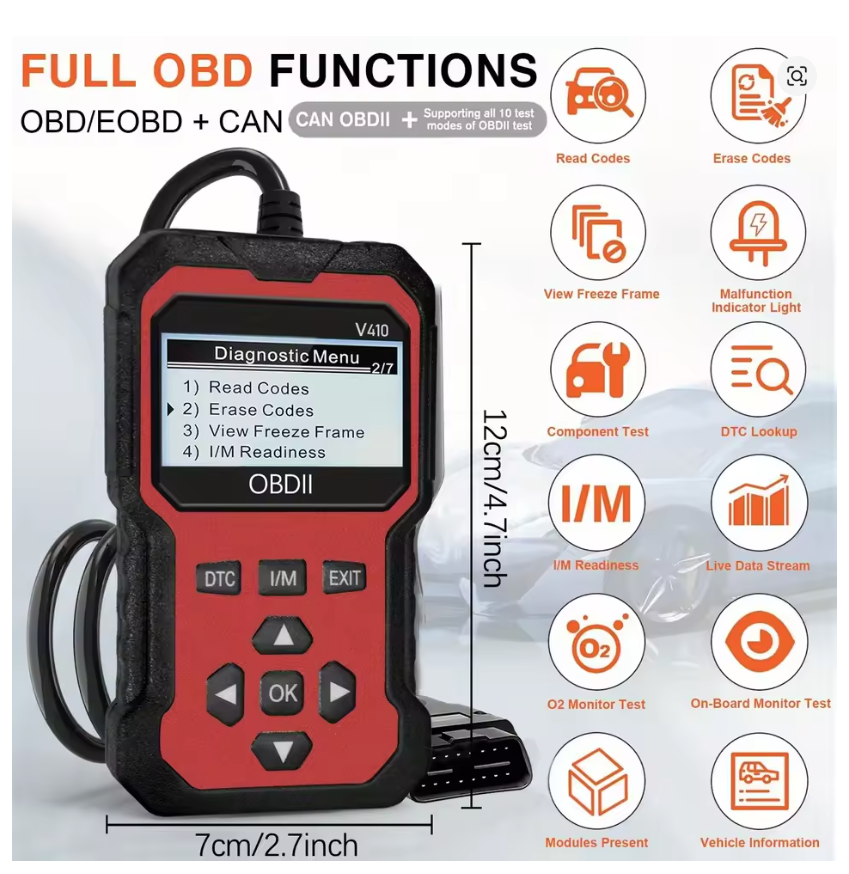 FULL OBD FUNCTIONS
OBD/EOBD + CAN
CAN OBDII + Supporting all 10 test
modes of OBDII test
Read Codes
Erase Codes
View Freeze Frame
Malfunction
Indicator Light
Component Test
DTC Lookup
I/M
I/M Readiness
Live Data Stream
O2
O2 Monitor Test
On-Board Monitor Test
Modules Present
Vehicle Information
V410
Diagnostic Menu
2/7
1) Read Codes
2) Erase Codes
3) View Freeze Frame
4) I/M Readiness
OBDII
DTC
I/M
EXIT
OK
12cm/4.7inch
7cm/2.7inch